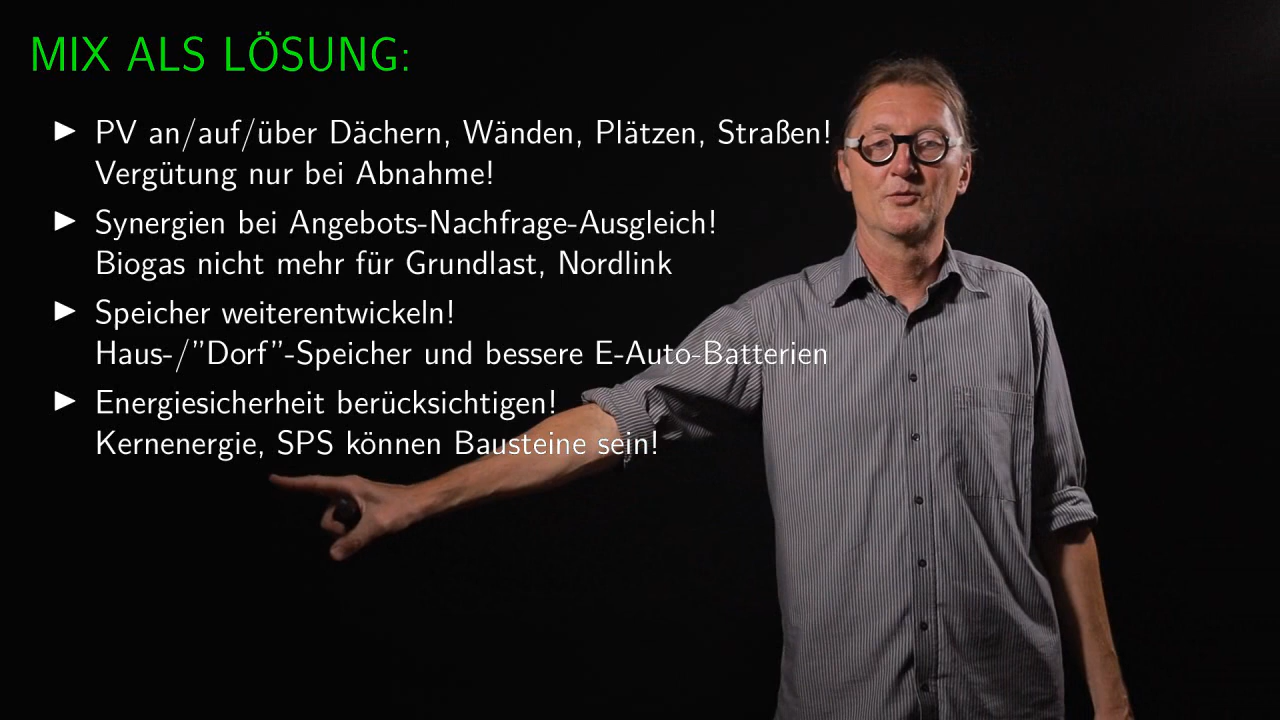 MIX ALS LÖSUNG:
▶ PV an/auf/über Dächern, Wänden, Plätzen, Straßen!
Vergütung nur bei Abnahme!
▶ Synergien bei Angebots-Nachfrage-Ausgleich!
Biogas nicht mehr für Grundlast, Nordlink
▶ Speicher weiterentwickeln!
Haus-/”Dorf”-Speicher und bessere E-Auto-Batterien
▶ Energiesicherheit berücksichtigen!
Kernenergie, SPS können Bausteine sein!